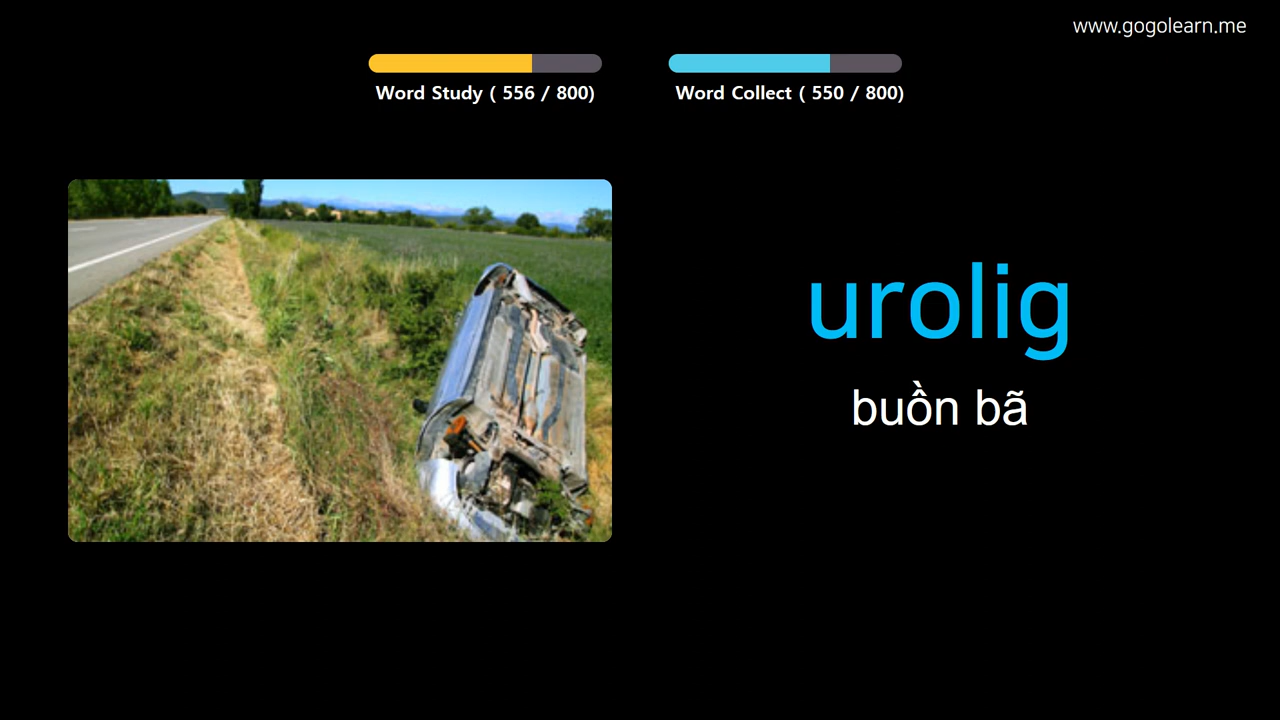 www.gogolearn.me
Word Study ( 556 / 800)
Word Collect ( 550 / 800)
urolig
buồn bã